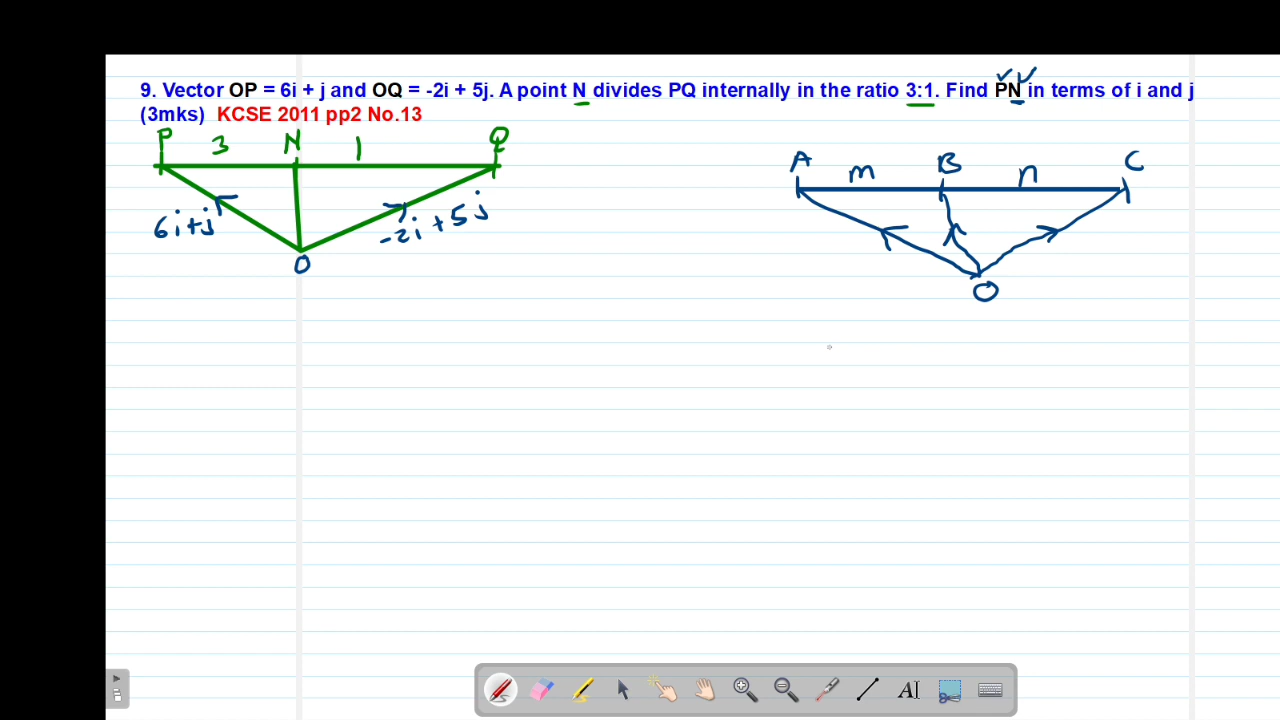 9. Vector OP = 6i + j and OQ = -2i + 5j. A point N divides PQ internally in the ratio 3:1. Find PN in terms of i and j
(3mks) KCSE 2011 pp2 No.13
P 3 N 1 Q
6i+j
-2i+5j
O
A m B n C
O
AI